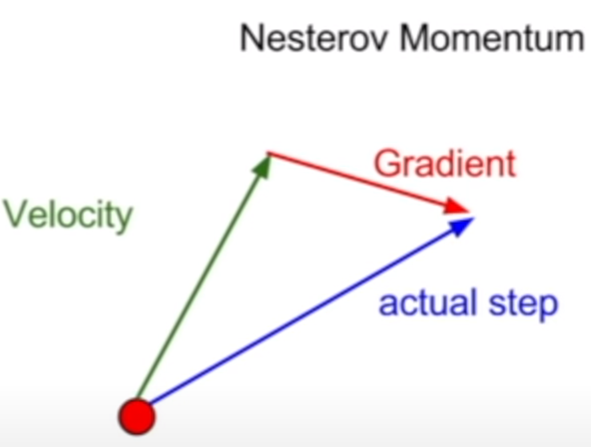 Nesterov Momentum
Gradient
Velocity
actual step